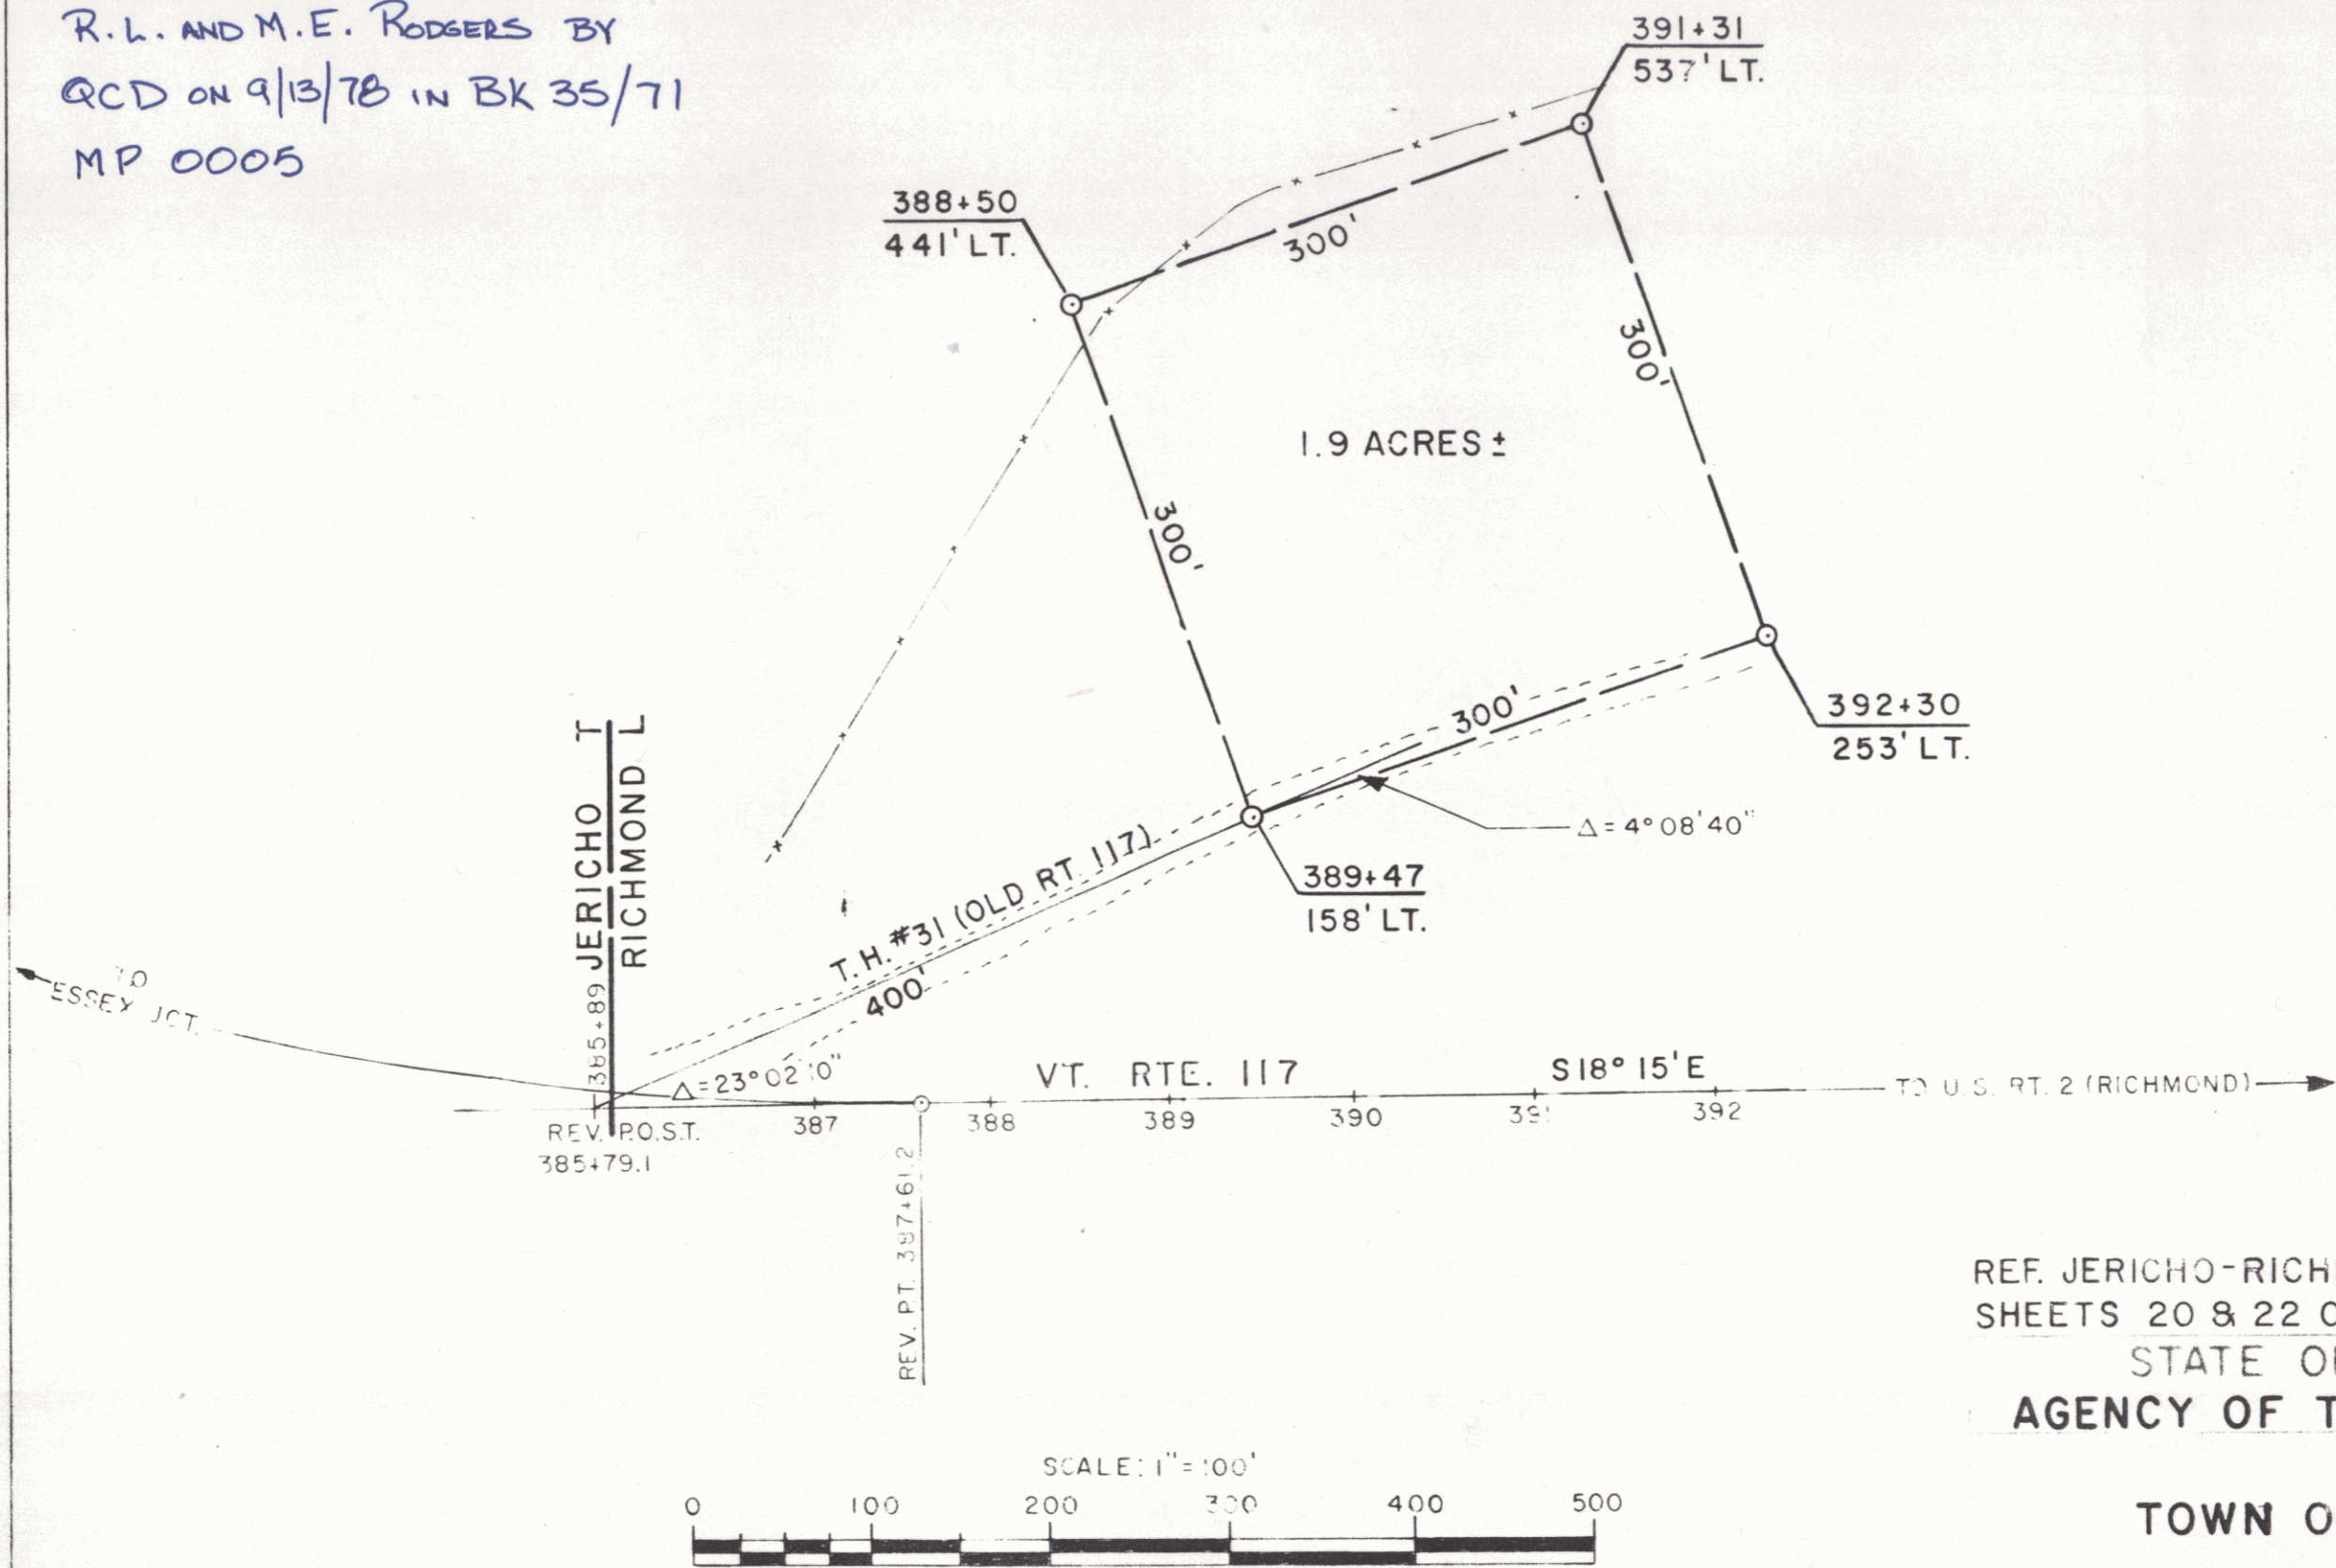 R.L. AND M.E. RODGERS BY
QCD ON 9/13/78 IN BK 35/71
MP 0005
391+31
537' LT.
388+50
441' LT.
300'
300'
1.9 ACRES ±
300'
300'
392+30
253' LT.
Δ = 4°08'40"
389+47
158' LT.
JERICHO T
RICHMOND L
385+89
T.H. #31 (OLD RT. 117)
400'
TO
ESSEX JCT.
Δ=23°02'10"
VT. RTE. 117
S18° 15'E
TO U.S. RT. 2 (RICHMOND)
387 388 389 390 391 392
REV. P.O.S.T.
385+79.1
REV. P.T. 387+61.2
REF. JERICHO-RICH
SHEETS 20 & 22
STATE O
AGENCY OF T
TOWN O
SCALE: 1"=100'
0 100 200 300 400 500